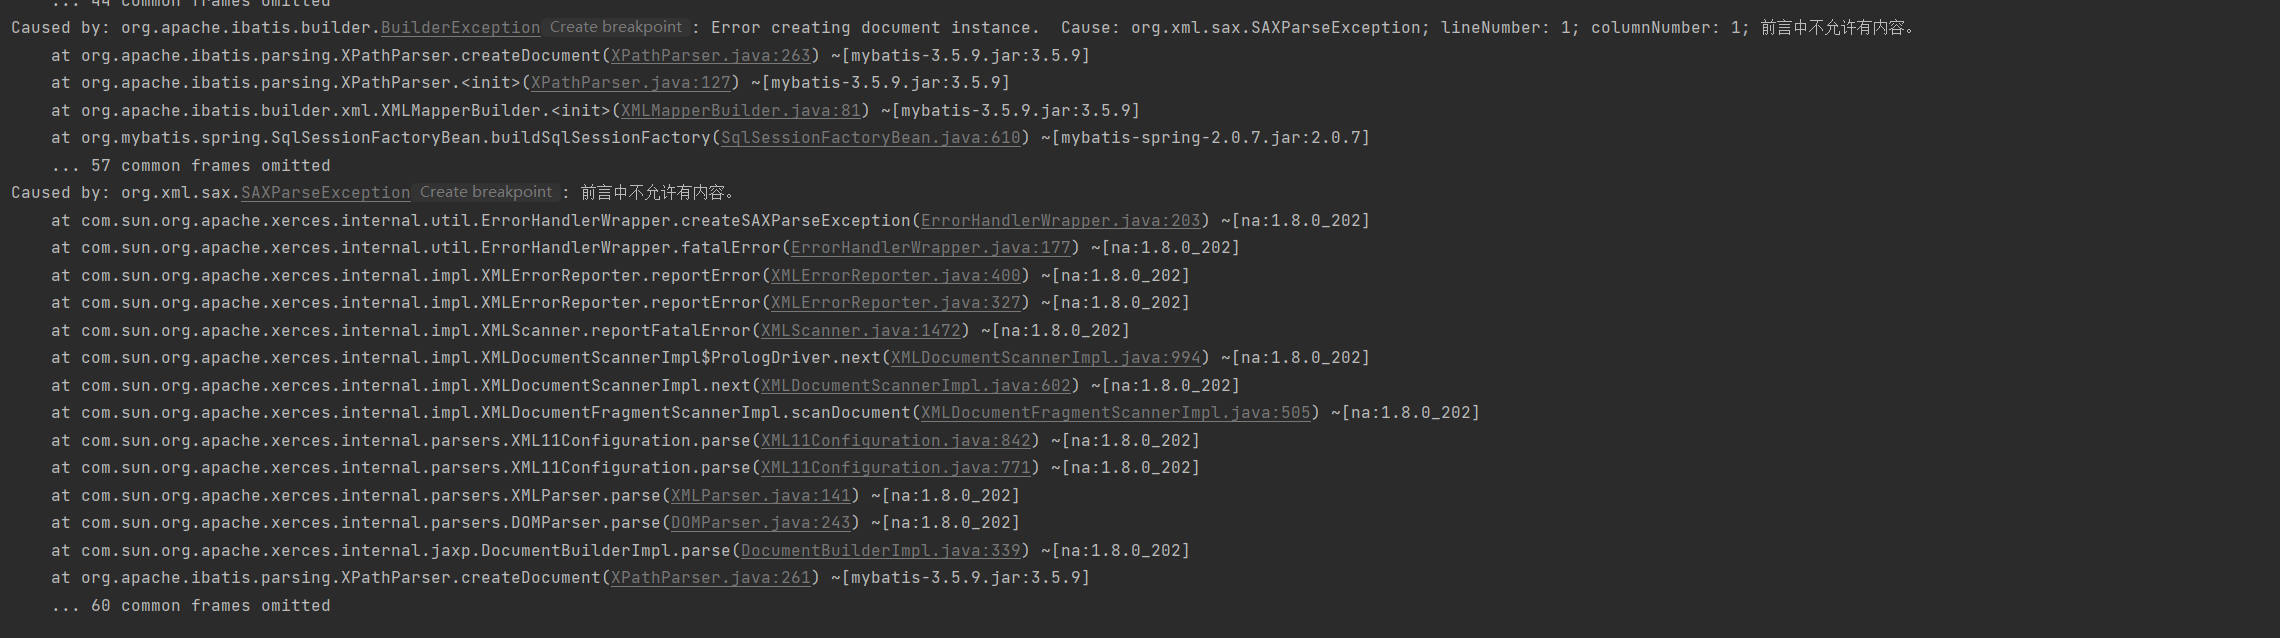 ... 44 common frames omitted
Caused by: org.apache.ibatis.builder.BuilderException Create breakpoint : Error creating document instance.  Cause: org.xml.sax.SAXParseException; lineNumber: 1; columnNumber: 1; 前言中不允许有内容。
at org.apache.ibatis.parsing.XPathParser.createDocument(XPathParser.java:263) ~[mybatis-3.5.9.jar:3.5.9]
at org.apache.ibatis.parsing.XPathParser.<init>(XPathParser.java:127) ~[mybatis-3.5.9.jar:3.5.9]
at org.apache.ibatis.builder.xml.XMLMapperBuilder.<init>(XMLMapperBuilder.java:81) ~[mybatis-3.5.9.jar:3.5.9]
at org.mybatis.spring.SqlSessionFactoryBean.buildSqlSessionFactory(SqlSessionFactoryBean.java:610) ~[mybatis-spring-2.0.7.jar:2.0.7]
... 57 common frames omitted
Caused by: org.xml.sax.SAXParseException Create breakpoint : 前言中不允许有内容。
at com.sun.org.apache.xerces.internal.util.ErrorHandlerWrapper.createSAXParseException(ErrorHandlerWrapper.java:203) ~[na:1.8.0_202]
at com.sun.org.apache.xerces.internal.util.ErrorHandlerWrapper.fatalError(ErrorHandlerWrapper.java:177) ~[na:1.8.0_202]
at com.sun.org.apache.xerces.internal.impl.XMLErrorReporter.reportError(XMLErrorReporter.java:400) ~[na:1.8.0_202]
at com.sun.org.apache.xerces.internal.impl.XMLErrorReporter.reportError(XMLErrorReporter.java:327) ~[na:1.8.0_202]
at com.sun.org.apache.xerces.internal.impl.XMLScanner.reportFatalError(XMLScanner.java:1472) ~[na:1.8.0_202]
at com.sun.org.apache.xerces.internal.impl.XMLDocumentScannerImpl$PrologDriver.next(XMLDocumentScannerImpl.java:994) ~[na:1.8.0_202]
at com.sun.org.apache.xerces.internal.impl.XMLDocumentScannerImpl.next(XMLDocumentScannerImpl.java:602) ~[na:1.8.0_202]
at com.sun.org.apache.xerces.internal.impl.XMLDocumentFragmentScannerImpl.scanDocument(XMLDocumentFragmentScannerImpl.java:505) ~[na:1.8.0_202]
at com.sun.org.apache.xerces.internal.parsers.XML11Configuration.parse(XML11Configuration.java:842) ~[na:1.8.0_202]
at com.sun.org.apache.xerces.internal.parsers.XML11Configuration.parse(XML11Configuration.java:771) ~[na:1.8.0_202]
at com.sun.org.apache.xerces.internal.parsers.XMLParser.parse(XMLParser.java:141) ~[na:1.8.0_202]
at com.sun.org.apache.xerces.internal.parsers.DOMParser.parse(DOMParser.java:243) ~[na:1.8.0_202]
at com.sun.org.apache.xerces.internal.jaxp.DocumentBuilderImpl.parse(DocumentBuilderImpl.java:339) ~[na:1.8.0_202]
at org.apache.ibatis.parsing.XPathParser.createDocument(XPathParser.java:261) ~[mybatis-3.5.9.jar:3.5.9]
... 60 common frames omitted